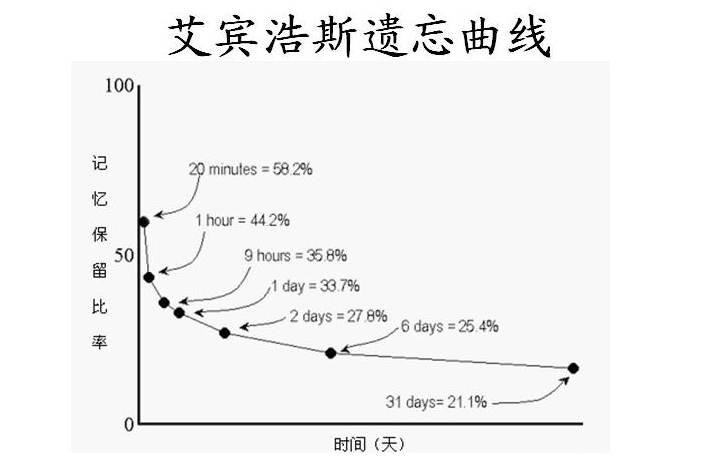 艾宾浩斯遗忘曲线
100
记忆保留比率
20 minutes = 58.2%
1 hour = 44.2%
50
9 hours = 35.8%
1 day = 33.7%
2 days = 27.8%
6 days = 25.4%
31 days= 21.1%
0
时间（天）